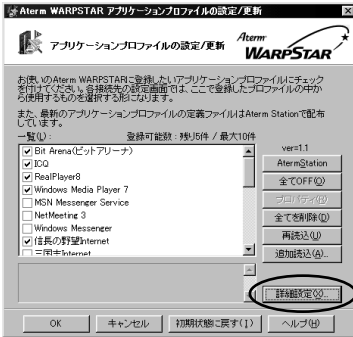 Aterm WARPSTAR アプリケーションプロファイルの設定/更新
アプリケーションプロファイルの設定/更新
Aterm
WARPSTAR
お使いのAterm WARPSTARに登録したいアプリケーションプロファイルにチェック
を付けてください。各接続先の設定画面では、ここで登録したプロファイルの中か
ら使用するものを選択する形になります。
また、最新のアプリケーションプロファイルの定義ファイルはAterm Stationで配布
しています。
一覧(L): 登録可能数:残り5件 / 最大10件
ver=1.1
Bit Arena(ビットアリーナ)
ICQ
RealPlayer8
Windows Media Player 7
MSN Messenger Service
NetMeeting 3
Windows Messenger
信長の野望Internet
三国志Internet
AtermStation
全てOFF(O)
プロパティ(R)
全てを削除(D)
再読込(U)
追加読込(A)...
詳細設定(X)...
OK
キャンセル
初期状態に戻す(I)
ヘルプ(H)